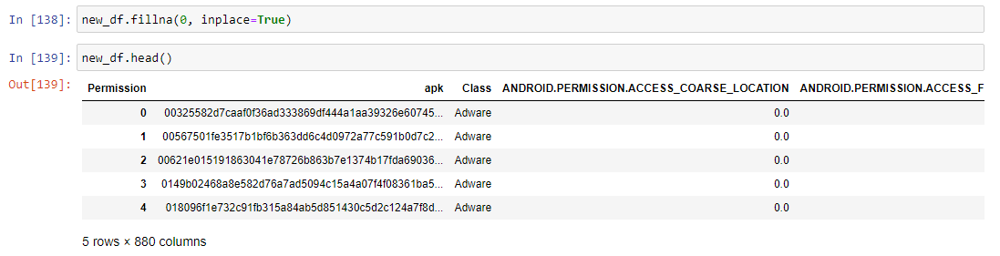 In [138]: new_df.fillna(0, inplace=True)
In [139]: new_df.head()
Out[139]:
Permission apk Class ANDROID.PERMISSION.ACCESS_COARSE_LOCATION ANDROID.PERMISSION.ACCESS_F
0 00325582d7caaf0f36ad333869df444a1aa39326e60745... Adware 0.0
1 00567501fe3517b1bf6b363dd6c4d0972a77c591b0d7c2... Adware 0.0
2 00621e015191863041e78726b863b7e1374b17fda69036... Adware 0.0
3 0149b02468a8e582d76a7ad5094c15a4a07f4f08361ba5... Adware 0.0
4 018096f1e732c91fb315a84ab5d851430c5d2c124a7f8d... Adware 0.0
5 rows × 880 columns